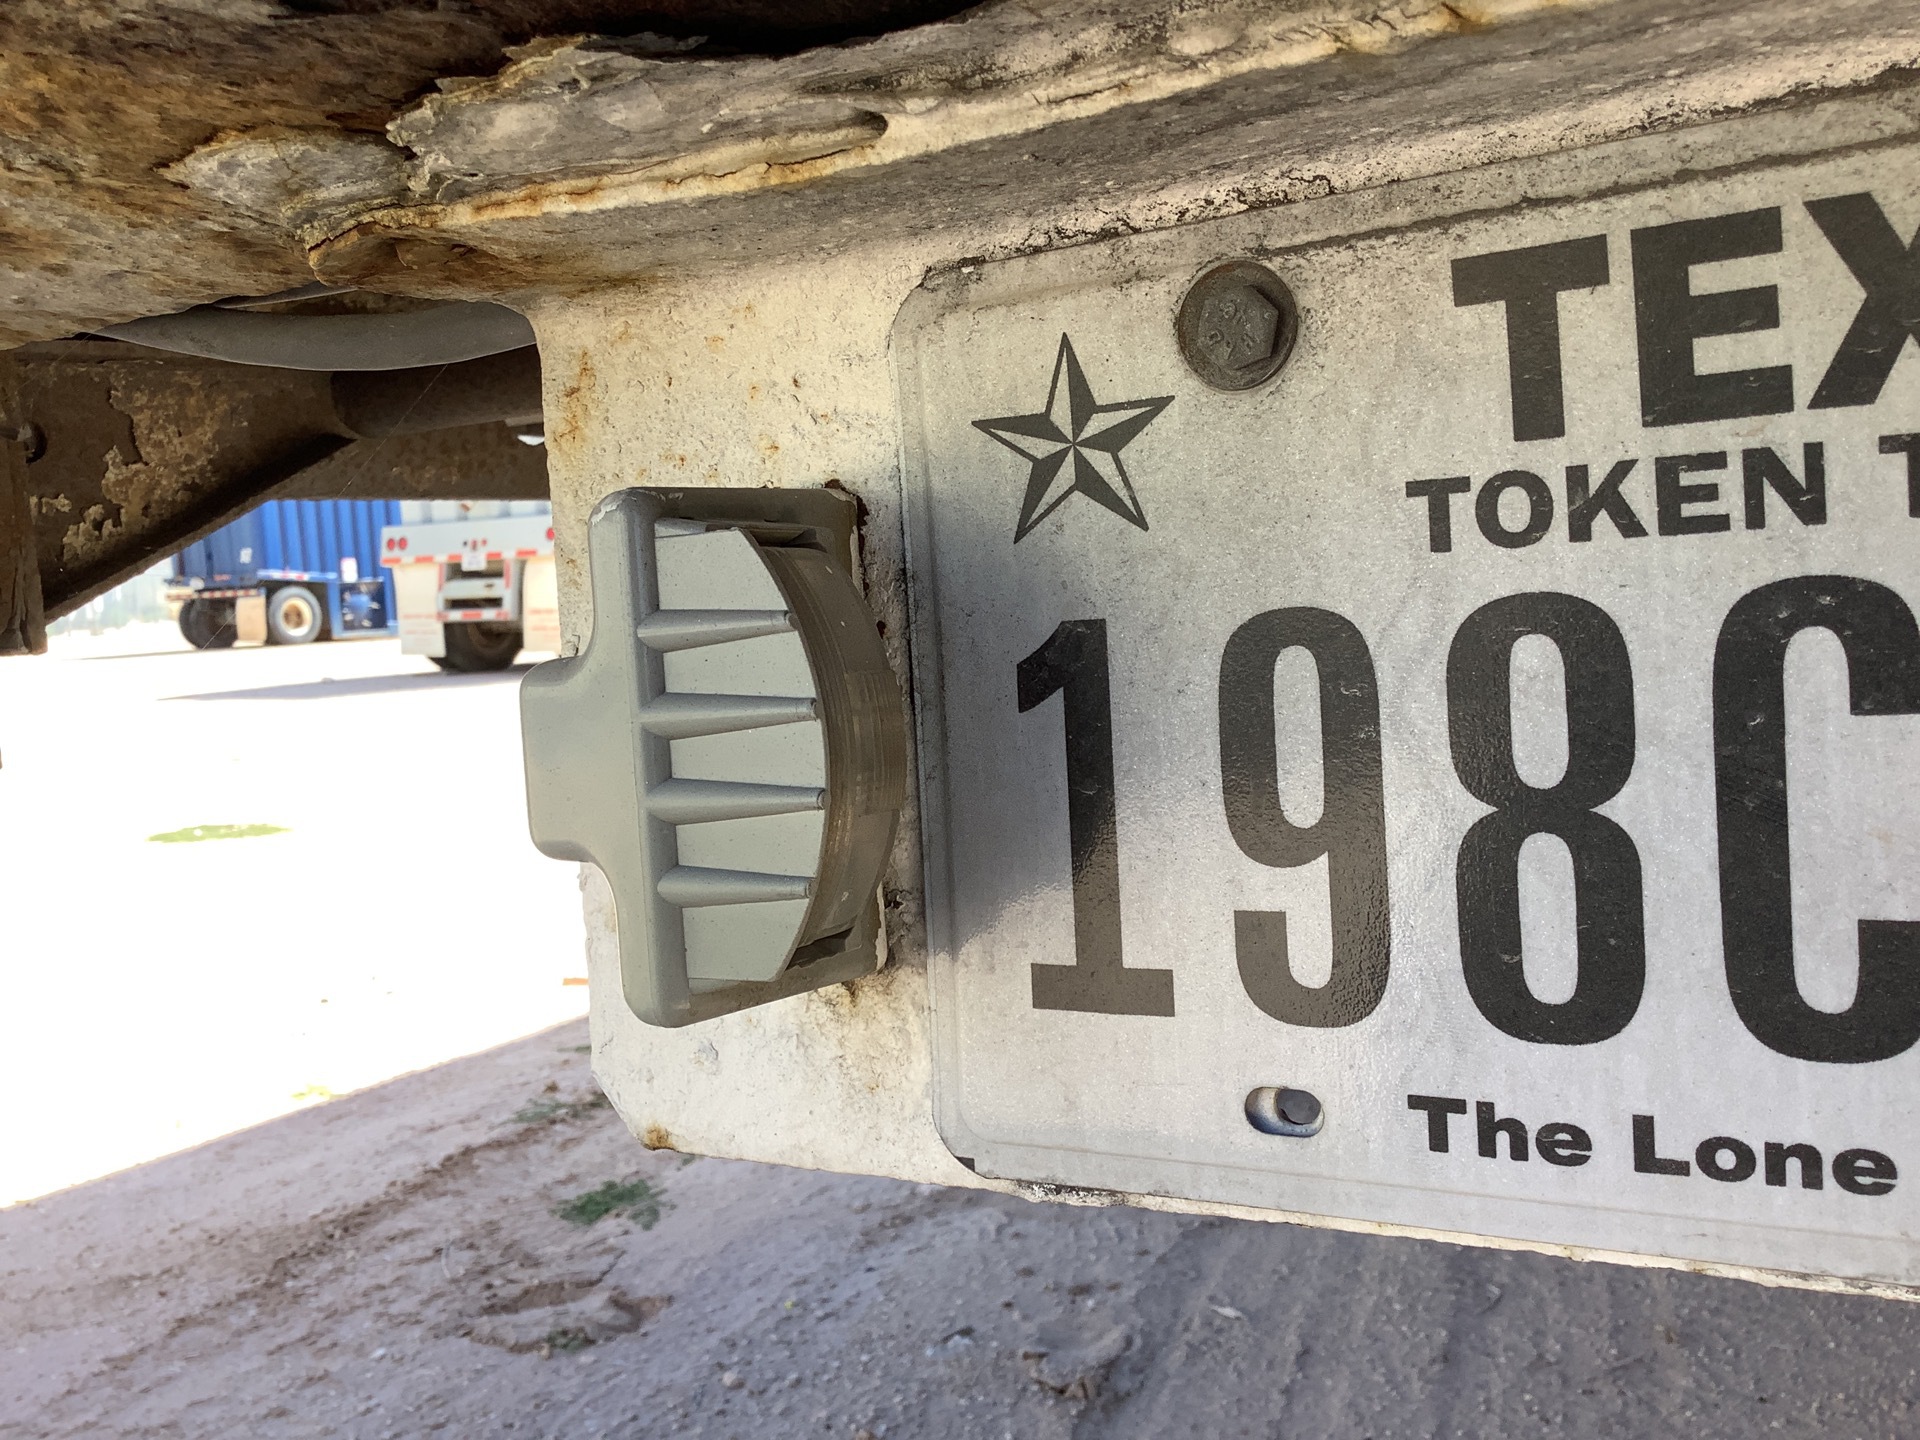 TEX
TOKEN T
198C
The Lone